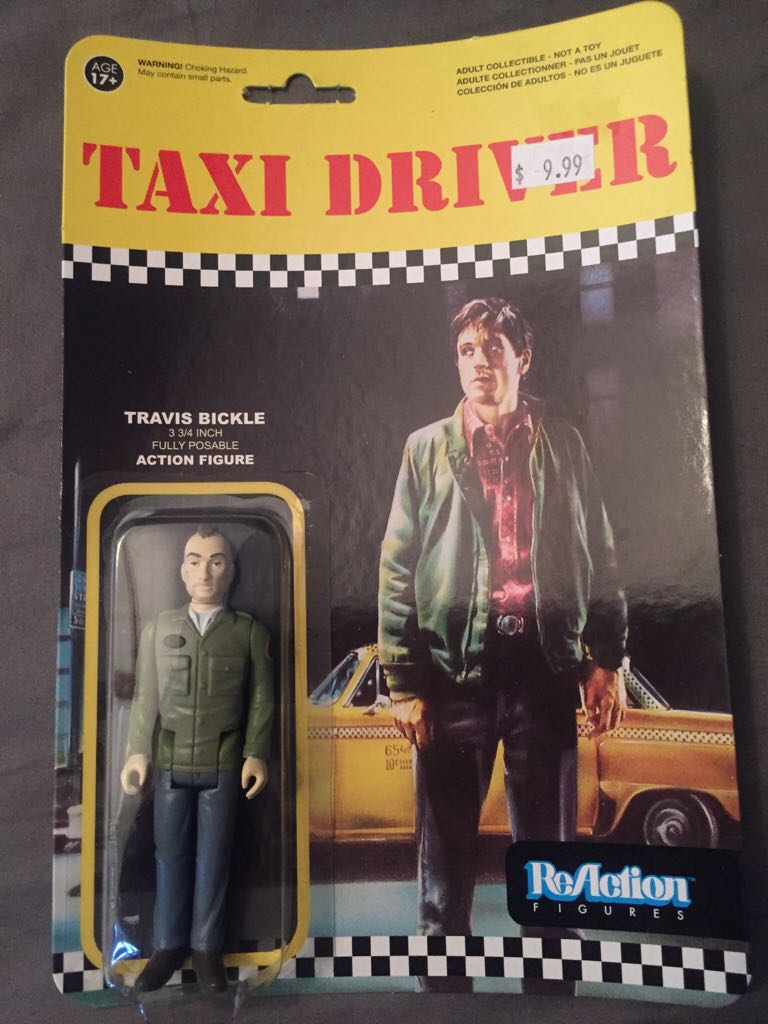 AGE
17+
WARNING! Choking Hazard.
May contain small parts.
ADULT COLLECTIBLE - NOT A TOY
ADULTE COLLECTIONNER - PAS UN JOUET
COLECCIÓN DE ADULTOS - NO ES UN JUGUETE
TAXI DRIVER
$ 9.99
TRAVIS BICKLE
3 3/4 INCH
FULLY POSABLE
ACTION FIGURE
ReAction™
FIGURES